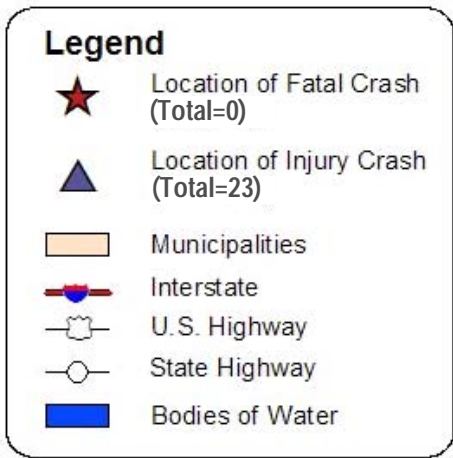 Legend
Location of Fatal Crash
(Total=0)
Location of Injury Crash
(Total=23)
Municipalities
Interstate
U.S. Highway
State Highway
Bodies of Water